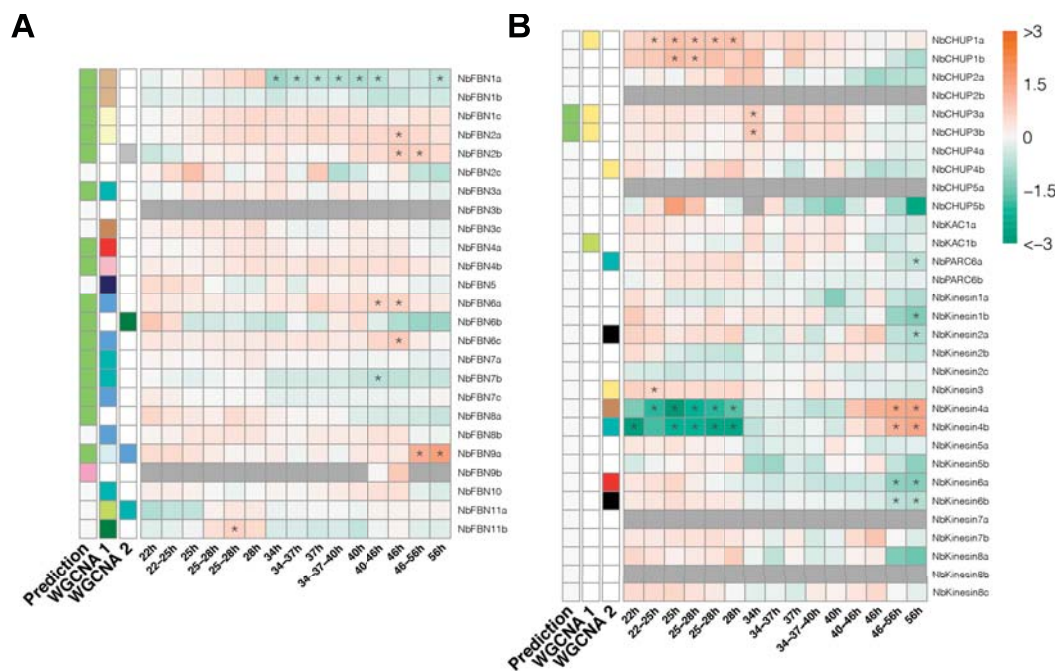 A
B
NbFBN1a
NbFBN1b
NbFBN1c
NbFBN2a
NbFBN2b
NbFBN2c
NbFBN3a
NbFBN3b
NbFBN3c
NbFBN4a
NbFBN4b
NbFBN5
NbFBN6a
NbFBN6b
NbFBN6c
NbFBN7a
NbFBN7b
NbFBN7c
NbFBN8a
NbFBN8b
NbFBN9a
NbFBN9b
NbFBN10
NbFBN11a
NbFBN11b
Prediction
WGCNA 1
WGCNA 2
22h
22–25h
25h
25–28h
25–28h
28h
34h
34–37h
37h
34–37–40h
40h
40–46h
46h
46–56h
56h
NbCHUP1a
NbCHUP1b
NbCHUP2a
NbCHUP2b
NbCHUP3a
NbCHUP3b
NbCHUP4a
NbCHUP4b
NbCHUP5a
NbCHUP5b
NbKAC1a
NbKAC1b
NbPARC6a
NbPARC6b
NbKinesin1a
NbKinesin1b
NbKinesin2a
NbKinesin2b
NbKinesin2c
NbKinesin3
NbKinesin4a
NbKinesin4b
NbKinesin5a
NbKinesin5b
NbKinesin6a
NbKinesin6b
NbKinesin7a
NbKinesin7b
NbKinesin8a
NbKinesin8b
NbKinesin8c
Prediction
WGCNA 1
WGCNA 2
22h
22–25h
25h
25–28h
25–28h
28h
34h
34–37h
37h
34–37–40h
40h
40–46h
46h
46–56h
56h
>3
1.5
0
−1.5
<−3